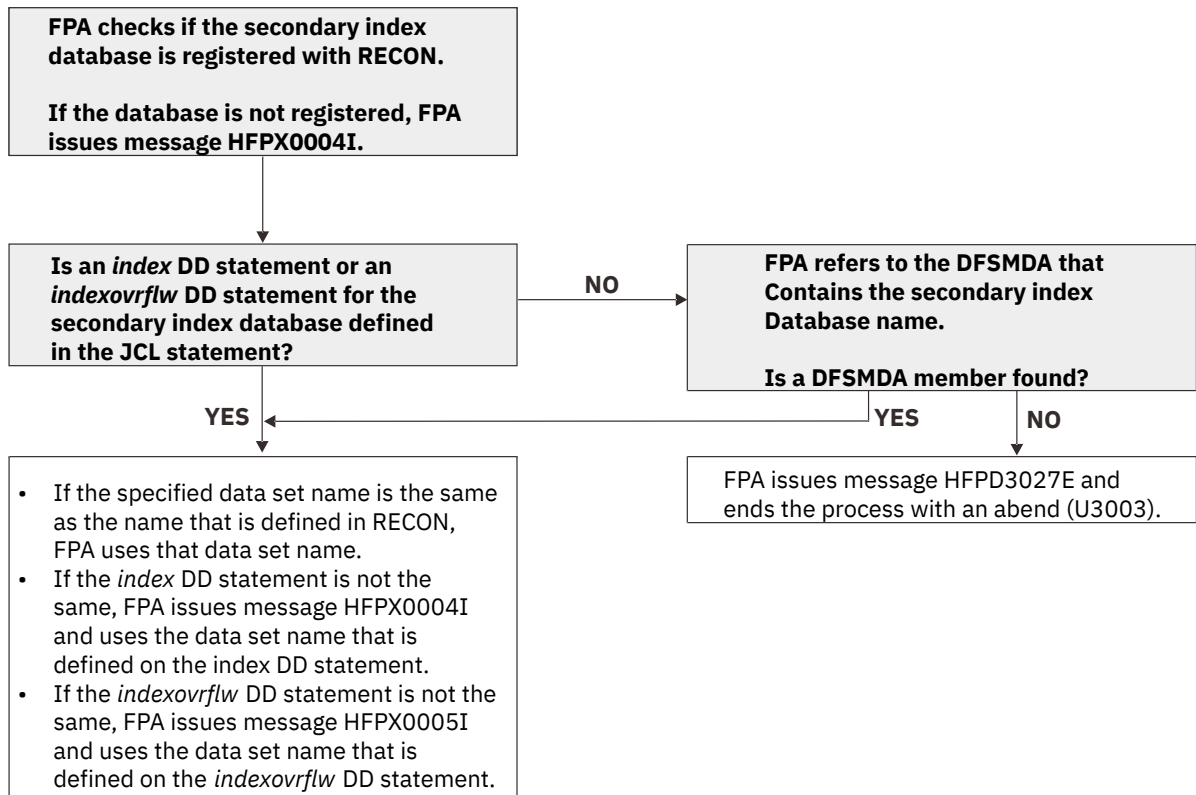 FPA checks if the secondary index
database is registered with RECON.
If the database is not registered, FPA
issues message HFPX0004I.
Is an index DD statement or an
indexovrflw DD statement for the
secondary index database defined
in the JCL statement?
NO
FPA refers to the DFSMDA that
Contains the secondary index
Database name.
Is a DFSMDA member found?
YES
YES
NO
• If the specified data set name is the same
as the name that is defined in RECON,
FPA uses that data set name.
• If the index DD statement is not the
same, FPA issues message HFPX0004I
and uses the data set name that is
defined on the index DD statement.
• If the indexovrflw DD statement is not the
same, FPA issues message HFPX0005I
and uses the data set name that is
defined on the indexovrflw DD statement.
FPA issues message HFPD3027E and
ends the process with an abend (U3003).